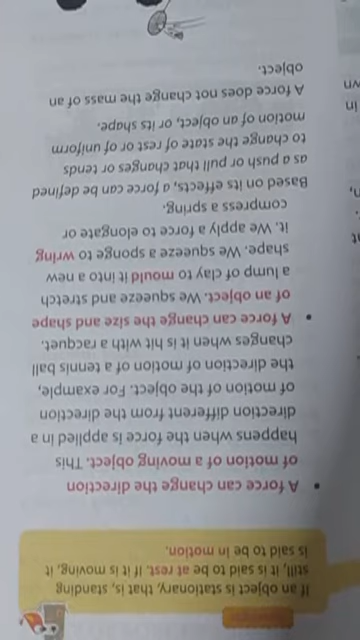 If an object is stationary, that is, standing
still, it is said to be at rest. If it is moving, it
is said to be in motion.
• A force can change the direction
of motion of a moving object. This
happens when the force is applied in a
direction different from the direction
of motion of the object. For example,
the direction of motion of a tennis ball
changes when it is hit with a racquet.
• A force can change the size and shape
of an object. We squeeze and stretch
a lump of clay to mould it into a new
shape. We squeeze a sponge to wring
it. We apply a force to elongate or
compress a spring.
Based on its effects, a force can be defined
as a push or pull that changes or tends
to change the state of rest or of uniform
motion of an object, or its shape.
A force does not change the mass of an
object.